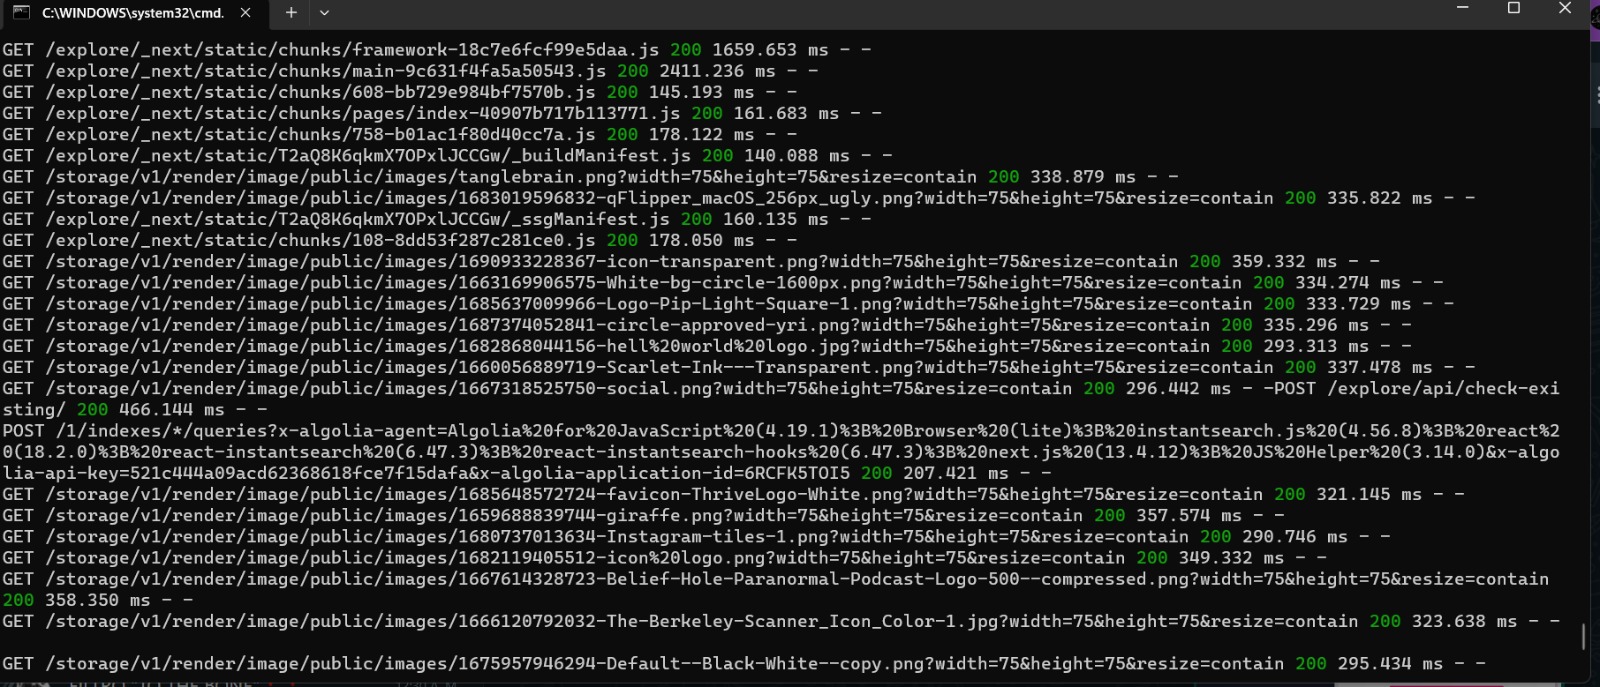 C:\WINDOWS\system32\cmd.
GET /explore/_next/static/chunks/framework-18c7e6fcf99e5daa.js 200 1659.653 ms - -
GET /explore/_next/static/chunks/main-9c631f4fa5a50543.js 200 2411.236 ms - -
GET /explore/_next/static/chunks/608-bb729e984bf7570b.js 200 145.193 ms - -
GET /explore/_next/static/chunks/pages/index-40907b717b113771.js 200 161.683 ms - -
GET /explore/_next/static/chunks/758-b01ac1f80d40cc7a.js 200 178.122 ms - -
GET /explore/_next/static/T2aQ8K6qkmX7OPxlJCCGw/_buildManifest.js 200 140.088 ms - -
GET /storage/v1/render/image/public/images/tanglebrain.png?width=75&height=75&resize=contain 200 338.879 ms - -
GET /storage/v1/render/image/public/images/1683019596832-qFlipper_macOS_256px_ugly.png?width=75&height=75&resize=contain 200 335.822 ms - -
GET /explore/_next/static/T2aQ8K6qkmX7OPxlJCCGw/_ssgManifest.js 200 160.135 ms - -
GET /explore/_next/static/chunks/108-8dd53f287c281ce0.js 200 178.050 ms - -
GET /storage/v1/render/image/public/images/1690933228367-icon-transparent.png?width=75&height=75&resize=contain 200 359.332 ms - -
GET /storage/v1/render/image/public/images/1663169906575-White-bg-circle-1600px.png?width=75&height=75&resize=contain 200 334.274 ms - -
GET /storage/v1/render/image/public/images/1685637009966-Logo-Pip-Light-Square-1.png?width=75&height=75&resize=contain 200 333.729 ms - -
GET /storage/v1/render/image/public/images/1687374052841-circle-approved-yri.png?width=75&height=75&resize=contain 200 335.296 ms - -
GET /storage/v1/render/image/public/images/1682868044156-hell%20world%20logo.jpg?width=75&height=75&resize=contain 200 293.313 ms - -
GET /storage/v1/render/image/public/images/1660056889719-Scarlet-Ink---Transparent.png?width=75&height=75&resize=contain 200 337.478 ms - -
GET /storage/v1/render/image/public/images/1667318525750-social.png?width=75&height=75&resize=contain 200 296.442 ms - -POST /explore/api/check-exi
sting/ 200 466.144 ms - -
POST /1/indexes/*/queries?x-algolia-agent=Algolia%20for%20JavaScript%20(4.19.1)%3B%20Browser%20(lite)%3B%20instantsearch.js%20(4.56.8)%3B%20react%2
0(18.2.0)%3B%20react-instantsearch%20(6.47.3)%3B%20react-instantsearch-hooks%20(6.47.3)%3B%20next.js%20(13.4.12)%3B%20JS%20Helper%20(3.14.0)&x-algo
lia-api-key=521c444a09acd62368618fce7f15dafa&x-algolia-application-id=6RCFK5TOI5 200 207.421 ms - -
GET /storage/v1/render/image/public/images/1685648572724-favicon-ThriveLogo-White.png?width=75&height=75&resize=contain 200 321.145 ms - -
GET /storage/v1/render/image/public/images/1659688839744-giraffe.png?width=75&height=75&resize=contain 200 357.574 ms - -
GET /storage/v1/render/image/public/images/1680737013634-Instagram-tiles-1.png?width=75&height=75&resize=contain 200 290.746 ms - -
GET /storage/v1/render/image/public/images/1682119405512-icon%20logo.png?width=75&height=75&resize=contain 200 349.332 ms - -
GET /storage/v1/render/image/public/images/1667614328723-Belief-Hole-Paranormal-Podcast-Logo-500--compressed.png?width=75&height=75&resize=contain
200 358.350 ms - -
GET /storage/v1/render/image/public/images/1666120792032-The-Berkeley-Scanner_Icon_Color-1.jpg?width=75&height=75&resize=contain 200 323.638 ms - -
GET /storage/v1/render/image/public/images/1675957946294-Default--Black-White--copy.png?width=75&height=75&resize=contain 200 295.434 ms - -